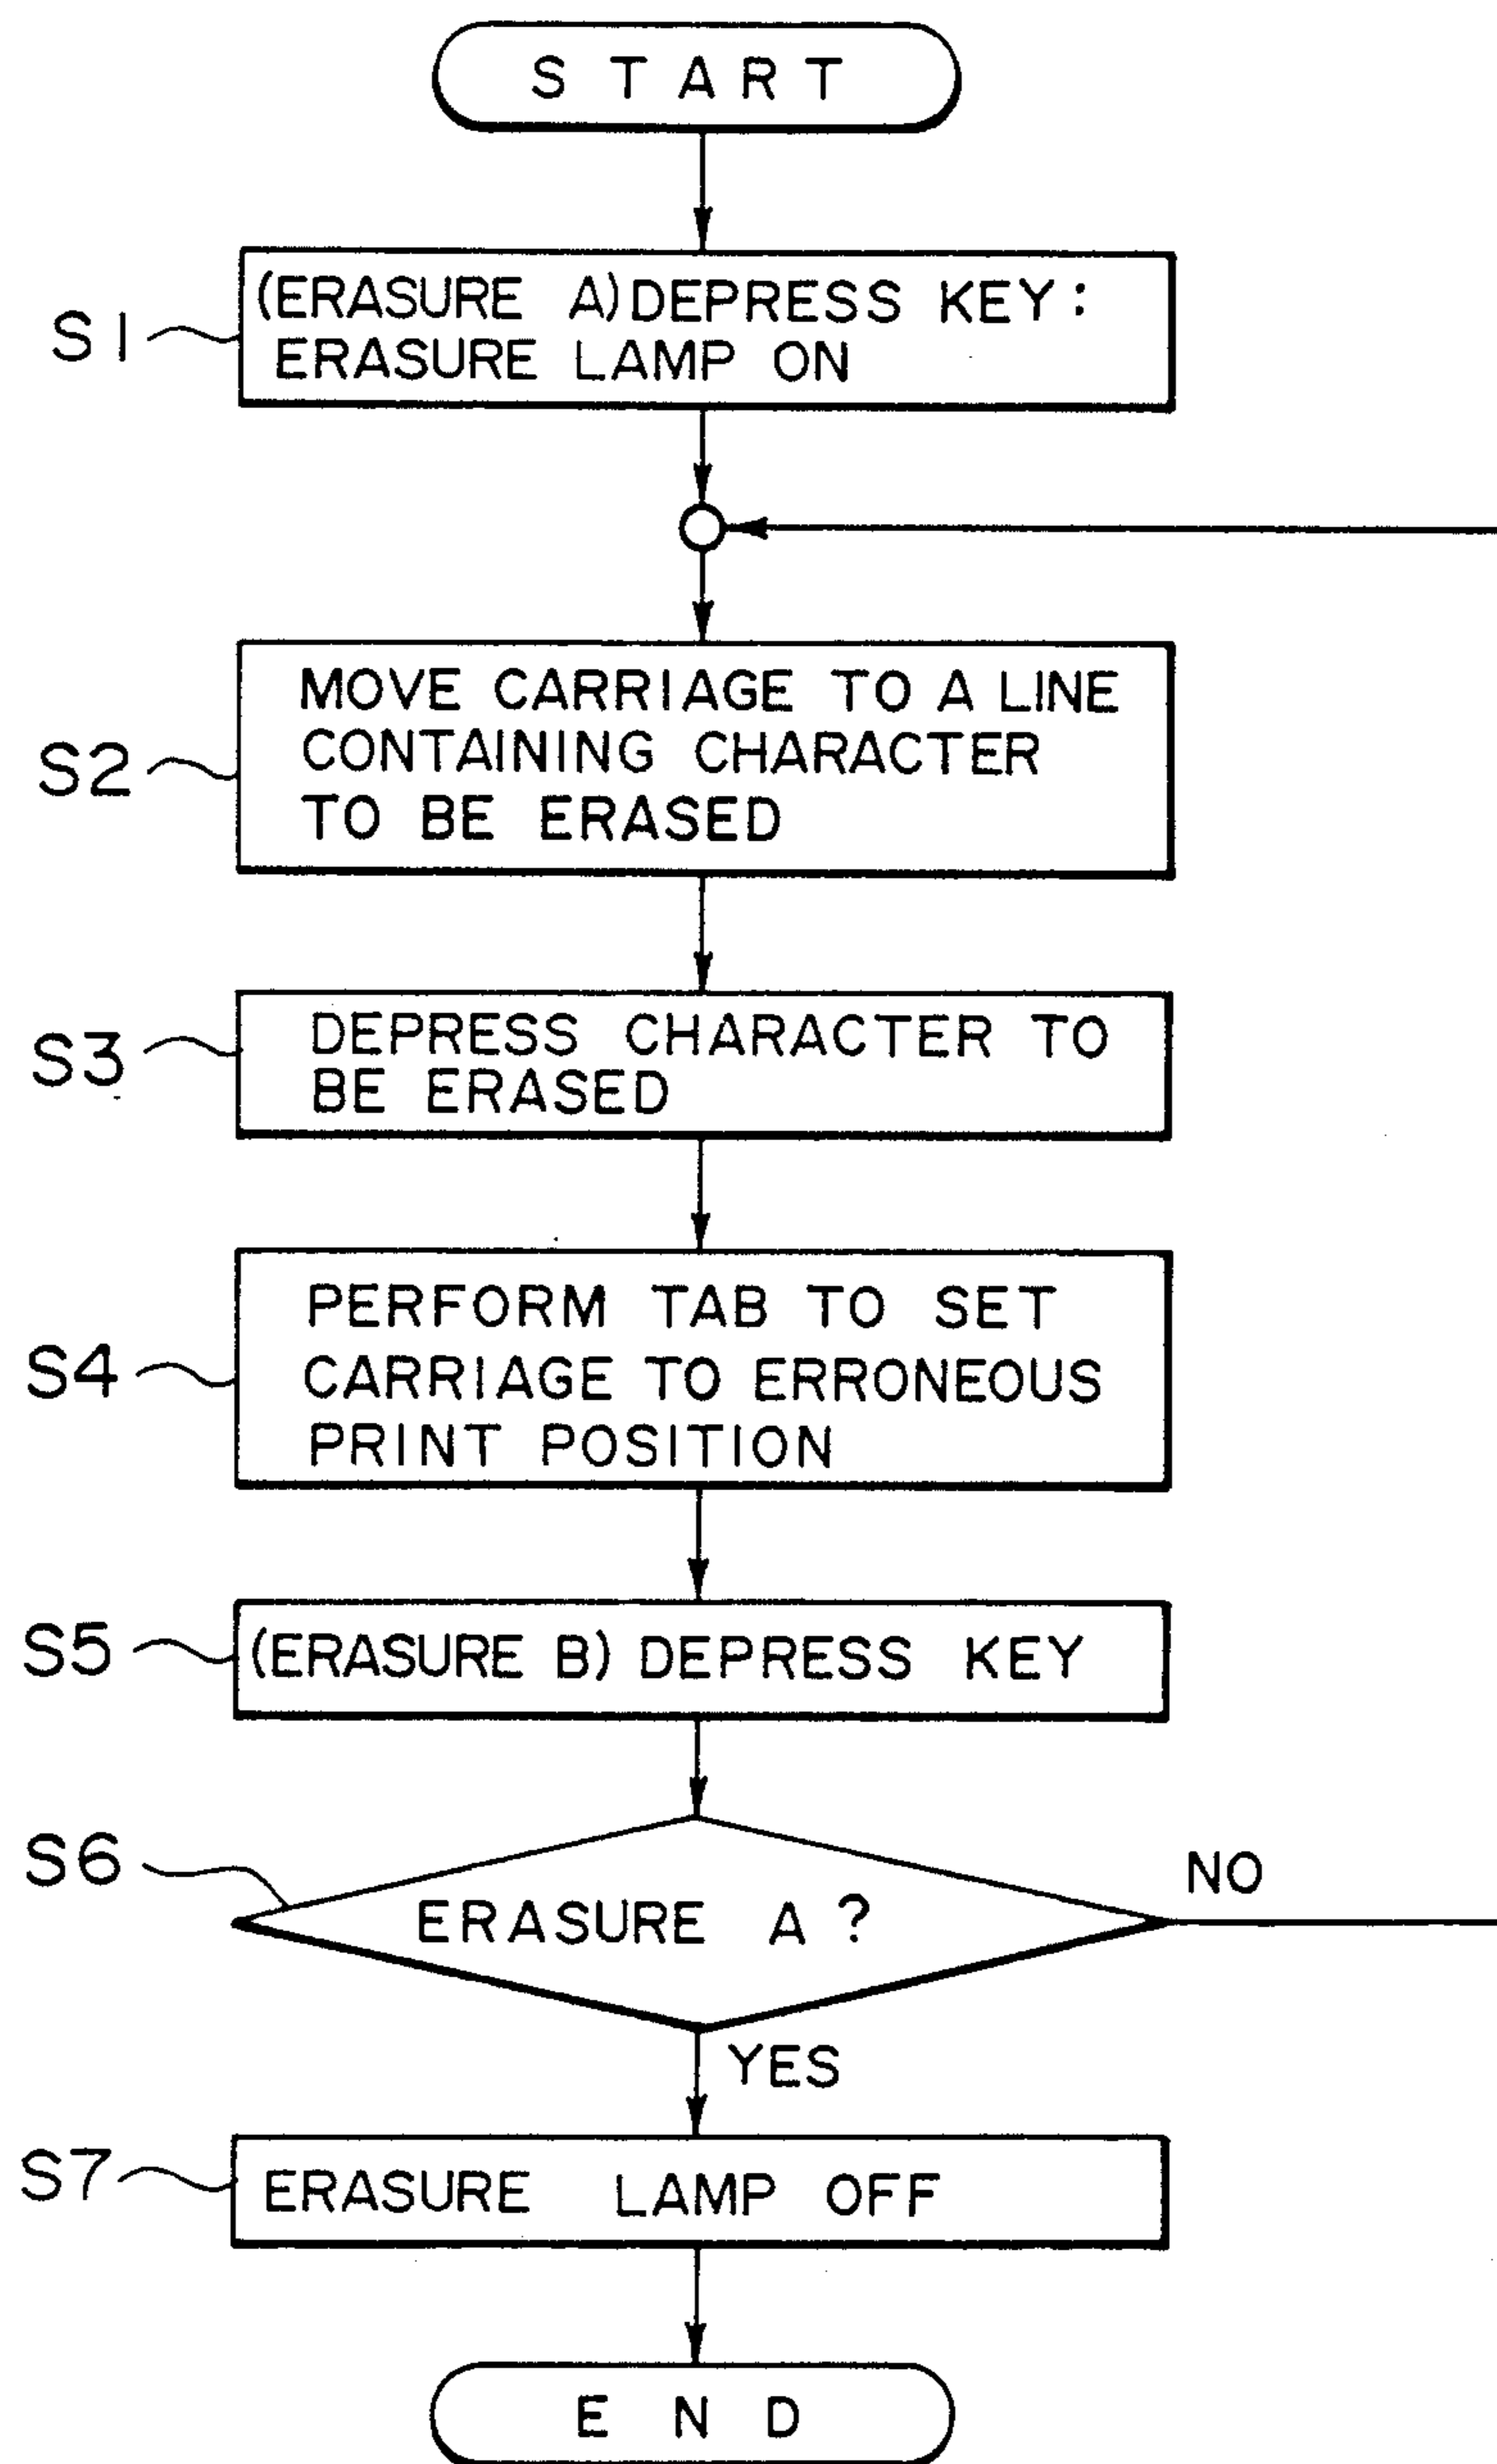 START
S1
(ERASURE A) DEPRESS KEY:
ERASURE LAMP ON
S2
MOVE CARRIAGE TO A LINE
CONTAINING CHARACTER
TO BE ERASED
S3
DEPRESS CHARACTER TO
BE ERASED
S4
PERFORM TAB TO SET
CARRIAGE TO ERRONEOUS
PRINT POSITION
S5
(ERASURE B) DEPRESS KEY
S6
ERASURE A?
NO
YES
S7
ERASURE LAMP OFF
END